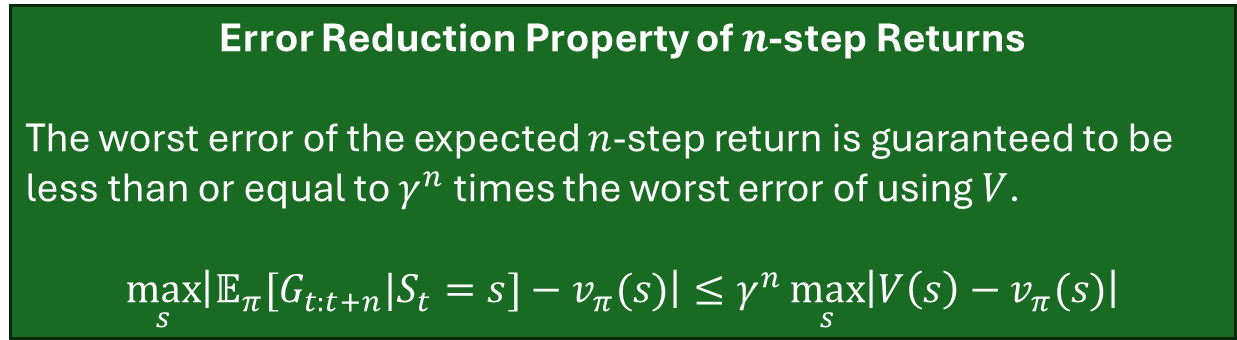 Error Reduction Property of n-step Returns
The worst error of the expected n-step return is guaranteed to be
less than or equal to γⁿ times the worst error of using V.
max_s |𝔼_π[G_{t:t+n}|S_t = s] − v_π(s)| ≤ γⁿ max_s |V(s) − v_π(s)|